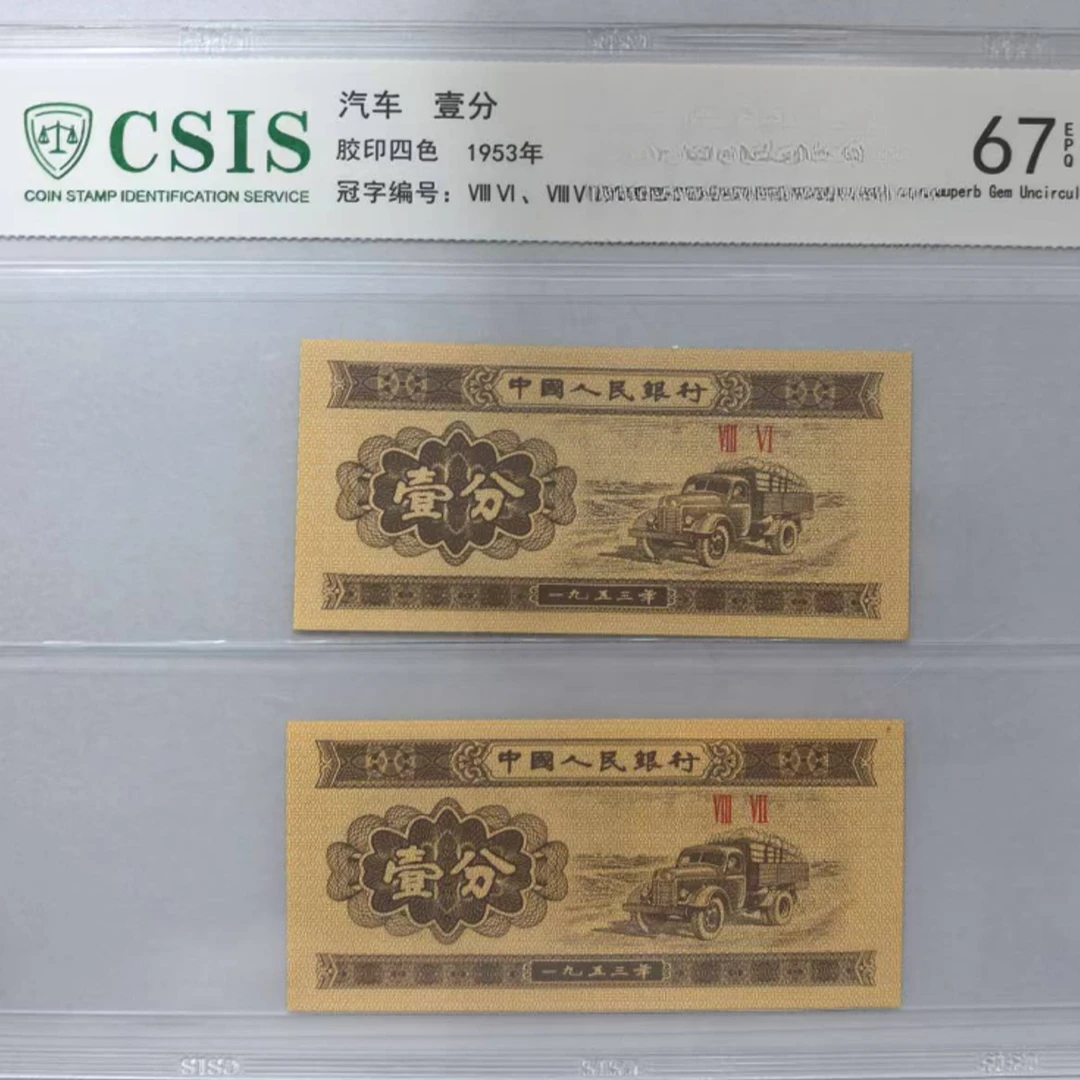 CSIS
COIN STAMP IDENTIFICATION SERVICE
汽车 壹分
胶印四色 1953年
冠字编号：Ⅷ Ⅵ、Ⅷ
67
EPQ
Gem Uncircul
中國人民銀行
Ⅷ Ⅵ
壹分
一九五三年
中國人民銀行
Ⅷ Ⅶ
壹分
一九五三年
CSIS